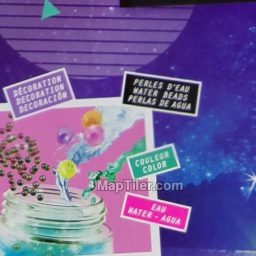 DÉCORATION
DECORATION
DECORACIÓN
PERLES D'EAU
WATER BEADS
PERLAS DE AGUA
COULEUR
COLOR
MapTiler.com
EAU
WATER - AGUA